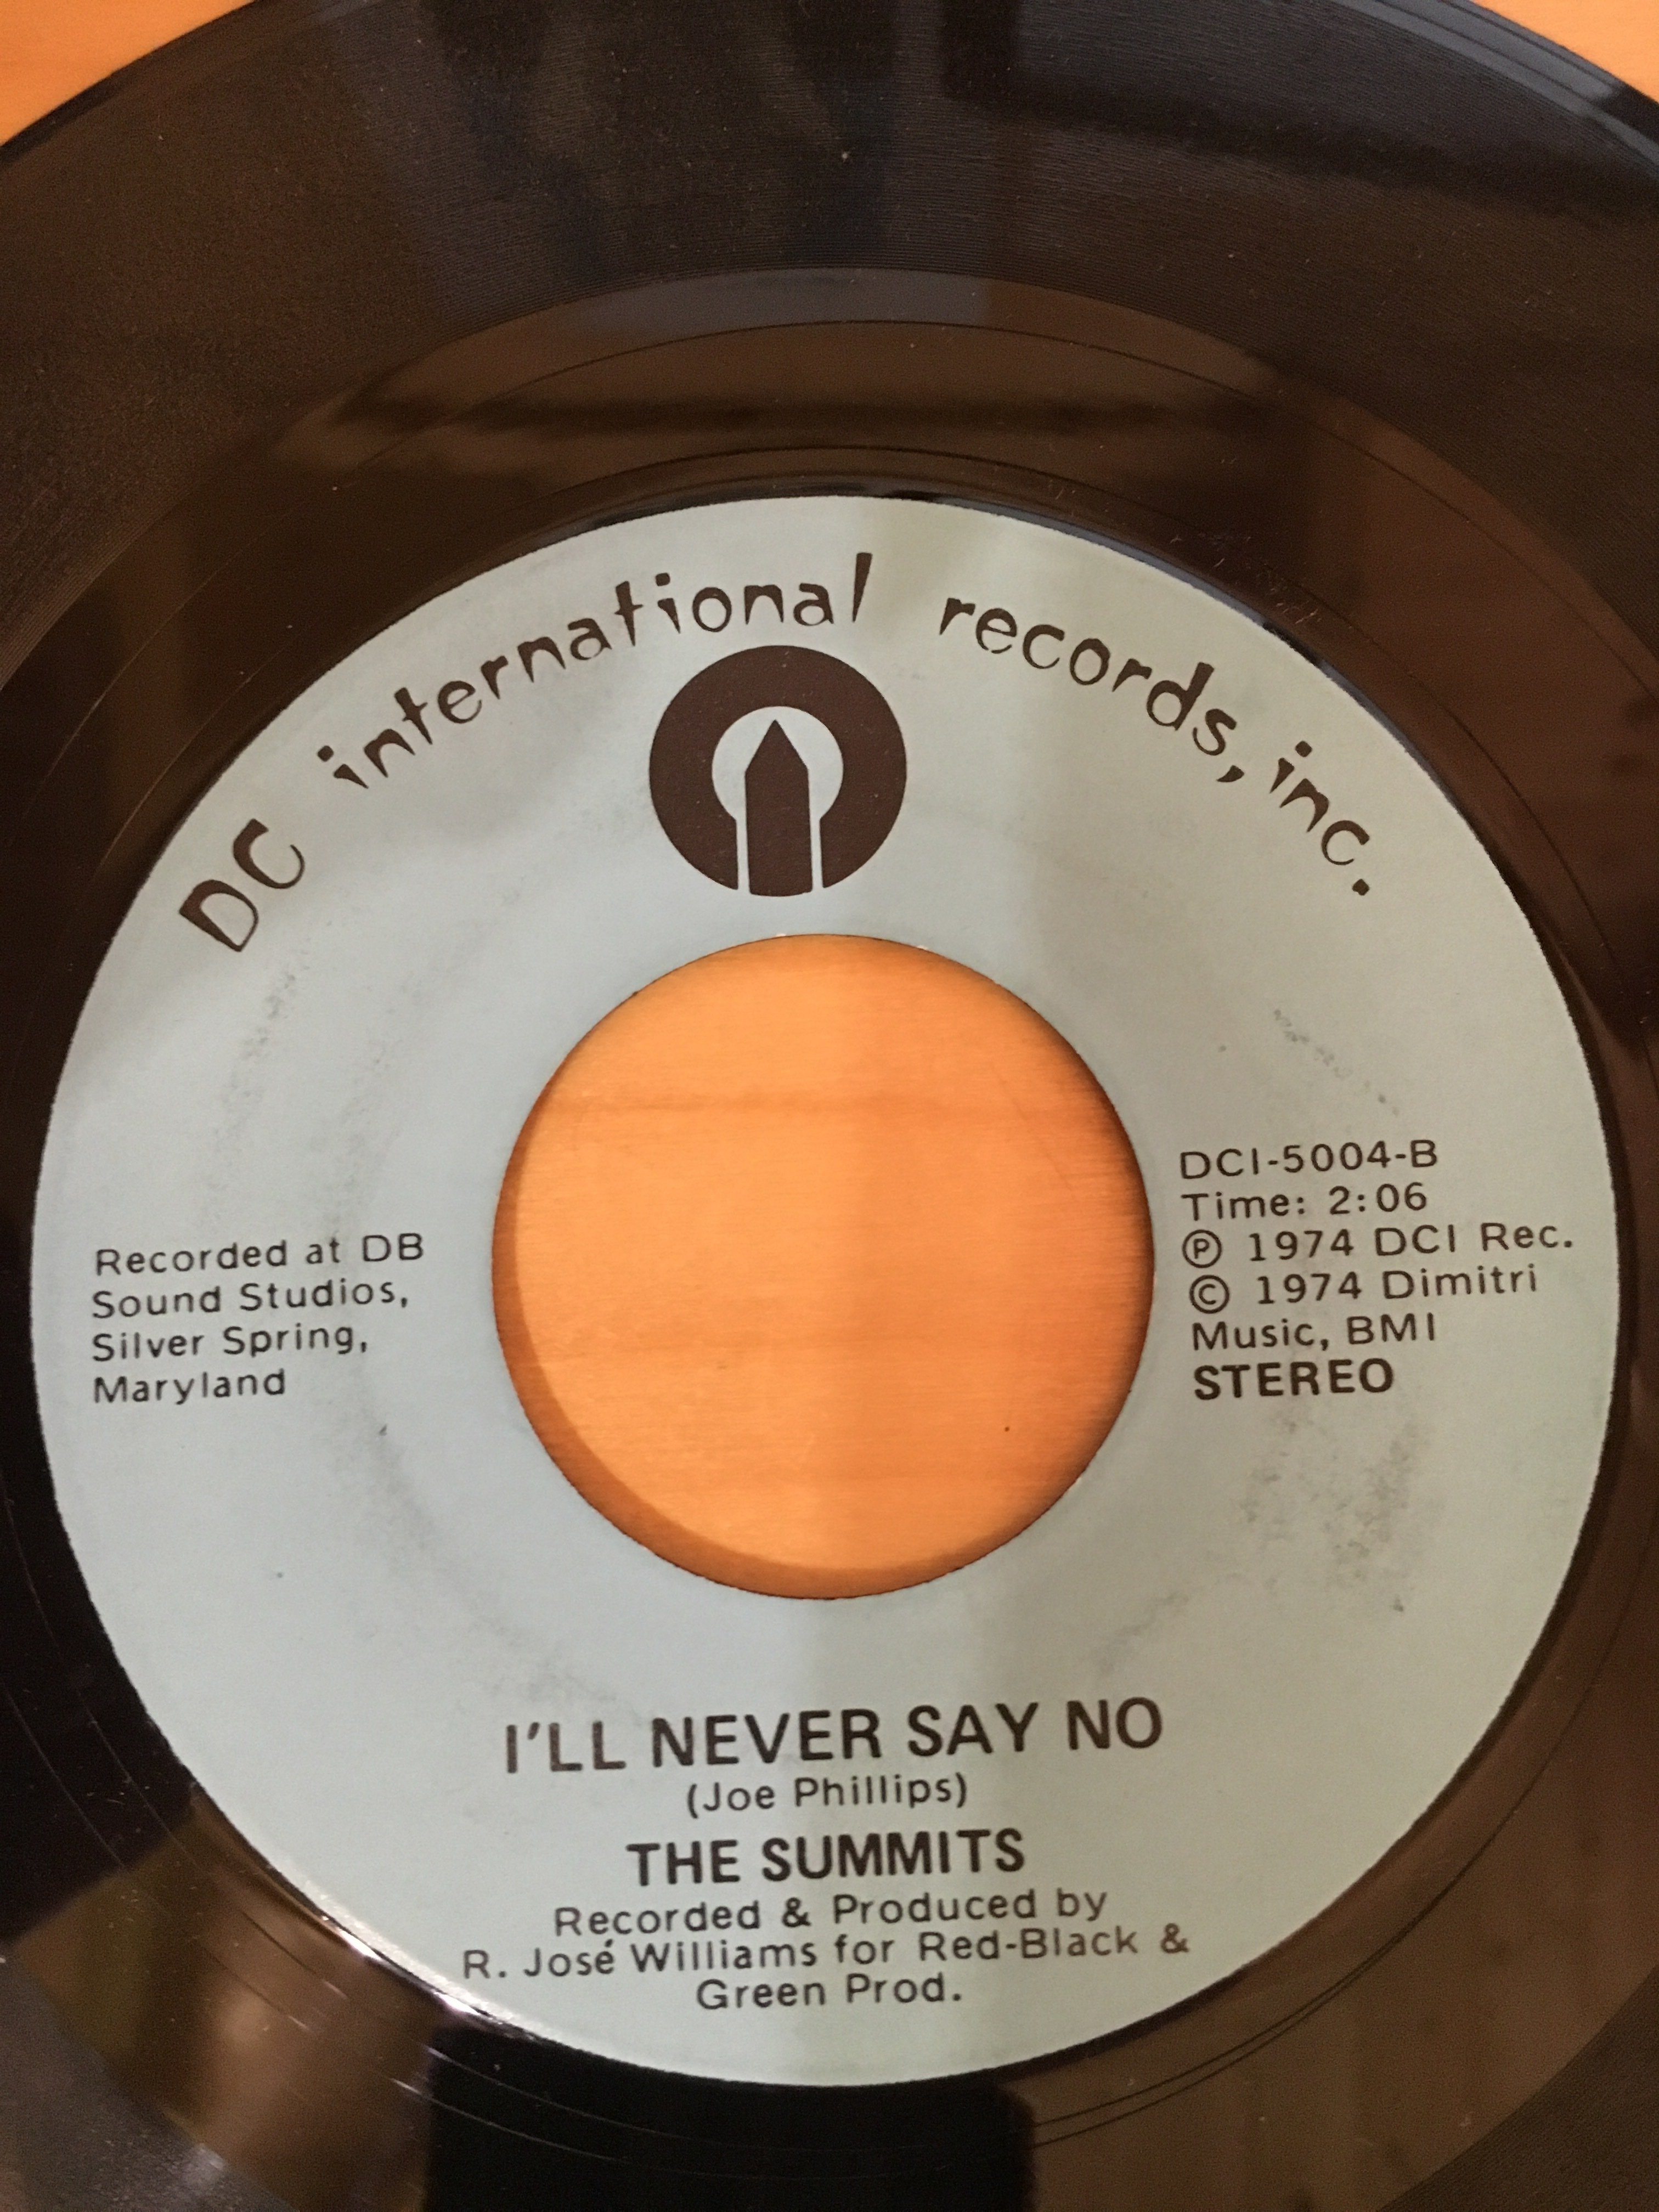 DC international records, inc.
Recorded at DB
Sound Studios,
Silver Spring,
Maryland
DCI-5004-B
Time: 2:06
Ⓟ 1974 DCI Rec.
© 1974 Dimitri
Music, BMI
STEREO
I'LL NEVER SAY NO
(Joe Phillips)
THE SUMMITS
Recorded & Produced by
R. José Williams for Red-Black &
Green Prod.